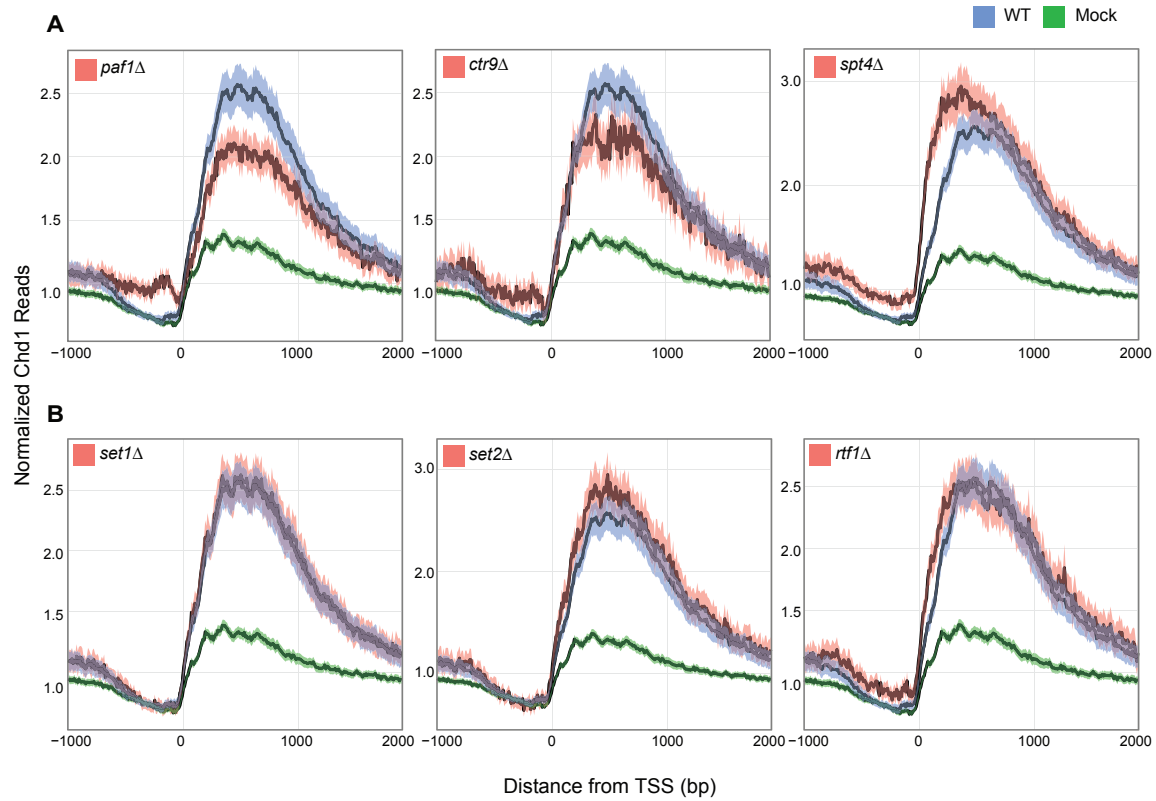 WT Mock
A
paf1Δ ctr9Δ spt4Δ
2.5 2.5 3.0
2.0 2.0 2.0
1.5 1.5
1.0 1.0 1.0
−1000 0 1000 2000 −1000 0 1000 2000 −1000 0 1000 2000
Normalized Chd1 Reads
B
set1Δ set2Δ rtf1Δ
2.5 3.0 2.5
2.0 2.0 2.0
1.5 1.5
1.0 1.0 1.0
−1000 0 1000 2000 −1000 0 1000 2000 −1000 0 1000 2000
Distance from TSS (bp)